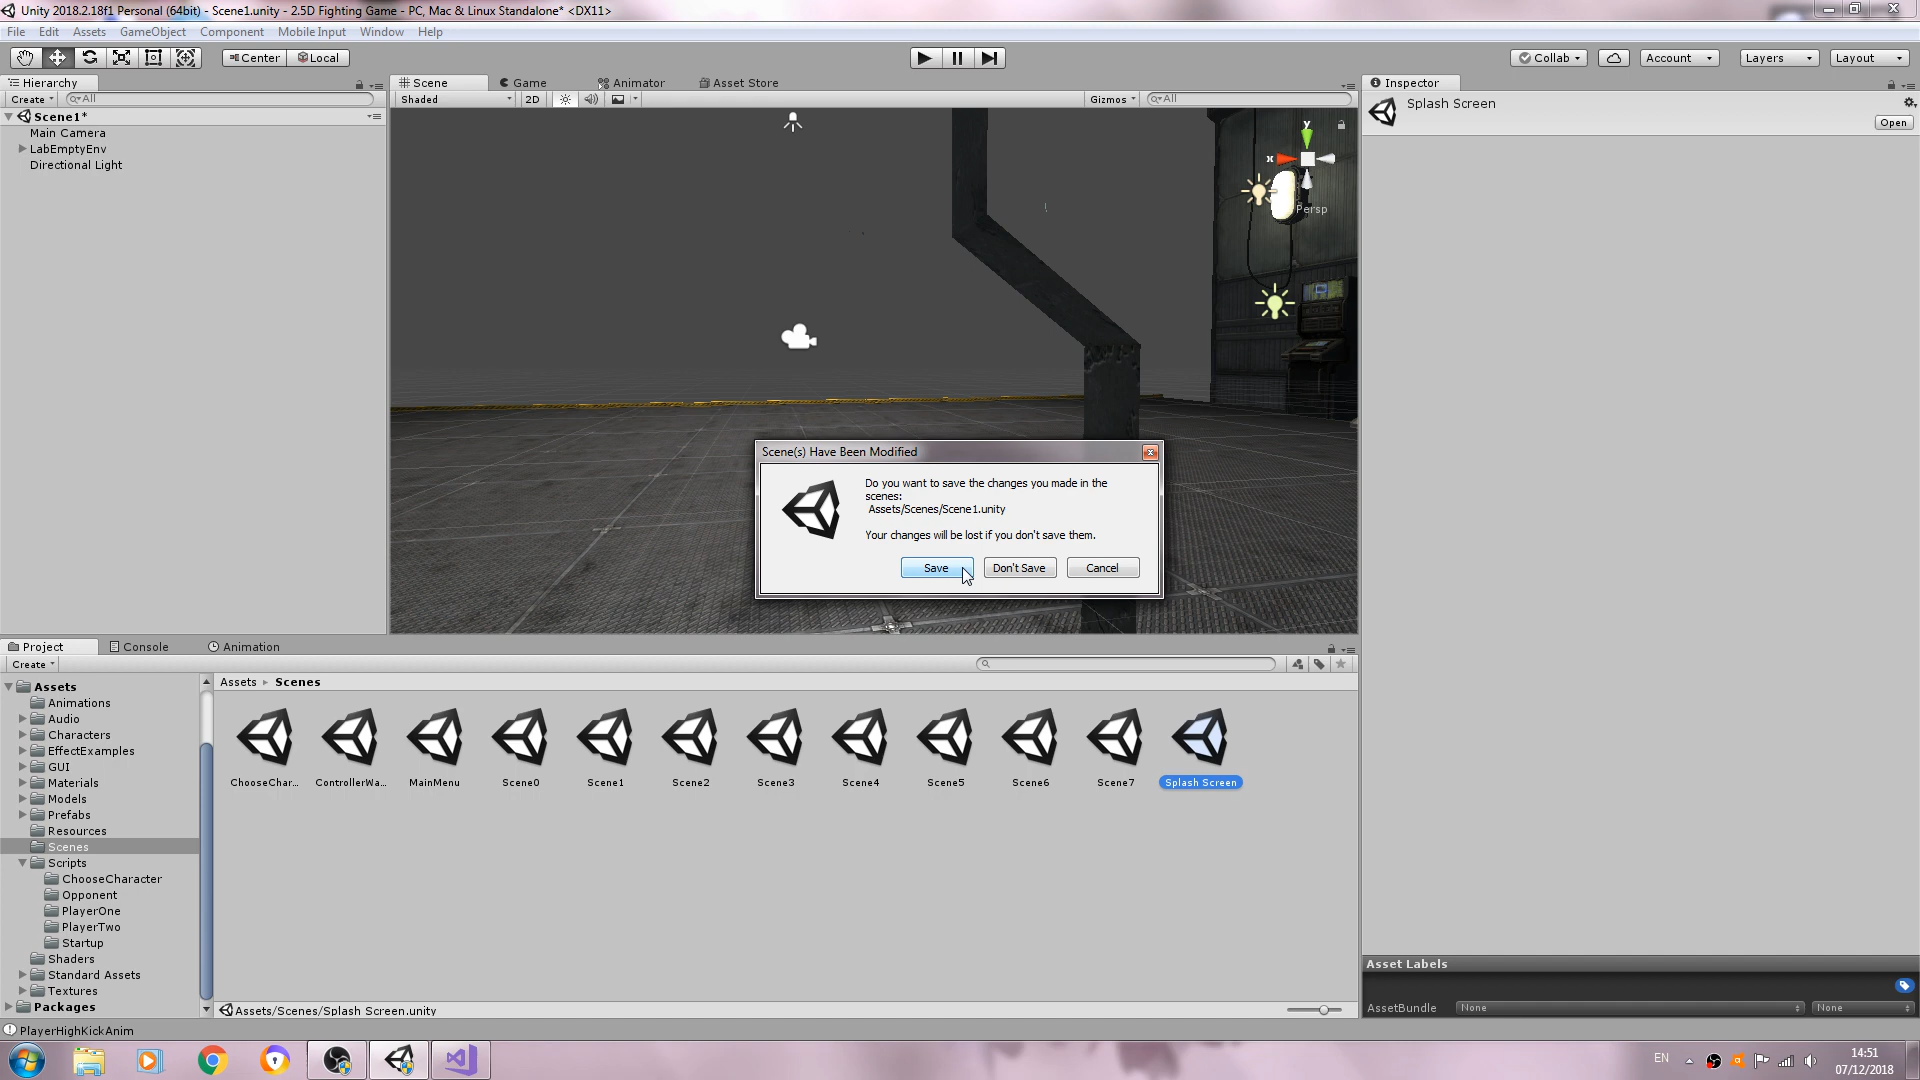 Unity 2018.2.18f1 Personal (64bit) - Scene1.unity - 2.5D Fighting Game - PC, Mac & Linux Standalone* <DX11>
File Edit Assets GameObject Component Mobile Input Window Help
Center Local Collab Account Layers Layout
Hierarchy
Create All
Scene1*
Main Camera
LabEmptyEnv
Directional Light
Scene Game Animator Asset Store
Shaded 2D Gizmos All
y
x
Persp
Inspector
Splash Screen
Open
Scene(s) Have Been Modified
Do you want to save the changes you made in the
scenes:
Assets/Scenes/Scene1.unity
Your changes will be lost if you don't save them.
Save Don't Save Cancel
Project Console Animation
Create
Assets
Animations
Audio
Characters
EffectExamples
GUI
Materials
Models
Prefabs
Resources
Scenes
Scripts
ChooseCharacter
Opponent
PlayerOne
PlayerTwo
Startup
Shaders
Standard Assets
Textures
Packages
Assets Scenes
ChooseChar... ControllerWa... MainMenu Scene0 Scene1 Scene2 Scene3 Scene4 Scene5 Scene6 Scene7 Splash Screen
Assets/Scenes/Splash Screen.unity
Asset Labels
AssetBundle None None
PlayerHighKickAnim
EN
14:51
07/12/2018